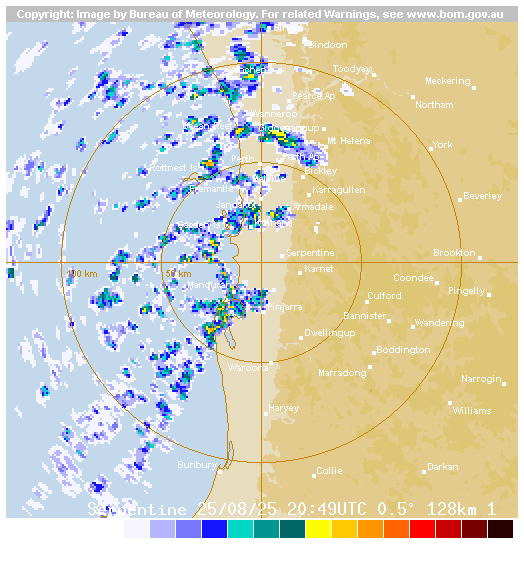 Copyright: Image by Bureau of Meteorology. For related Warnings, see www.bom.gov.au
Bindoon
Toodyay
Meckering
Pearce Ap
Northam
Wanneroo
Mt Helena
York
Perth
Rottnest Is
Bickley
Fremantle
Karragullen
Beverley
Jandakot
Armadale
Serpentine
Brookton
Karnet
100 km
50 km
Coondee
Mandurah
Pingelly
Culford
Pinjarra
Bannister
Wandering
Dwellingup
Boddington
Waroona
Marradong
Narrogin
Harvey
Williams
Bunbury
Collie
Darkan
Serpentine 25/08/25 20:49UTC 0.5° 128km 1